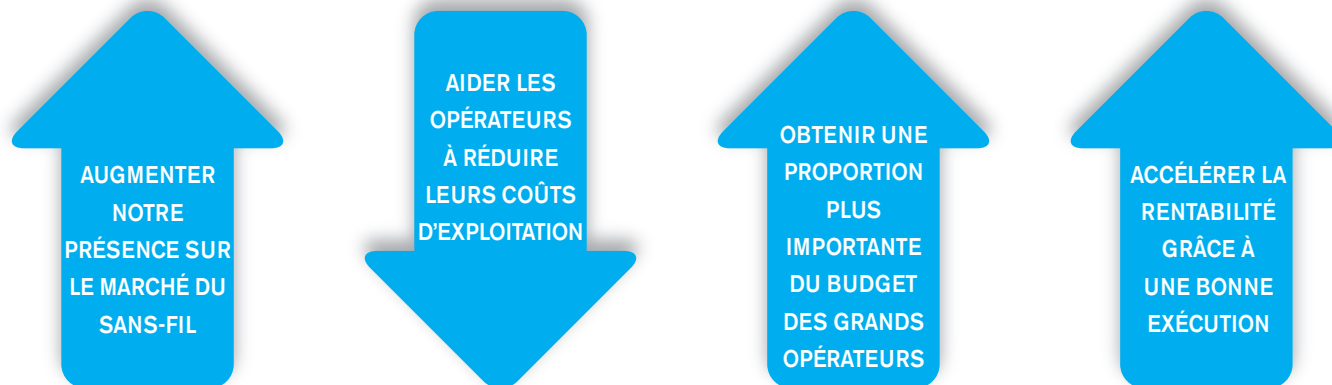 AUGMENTER
NOTRE
PRÉSENCE SUR
LE MARCHÉ DU
SANS-FIL
AIDER LES
OPÉRATEURS
À RÉDUIRE
LEURS COÛTS
D’EXPLOITATION
OBTENIR UNE
PROPORTION
PLUS
IMPORTANTE
DU BUDGET
DES GRANDS
OPÉRATEURS
ACCÉLÉRER LA
RENTABILITÉ
GRÂCE À
UNE BONNE
EXÉCUTION